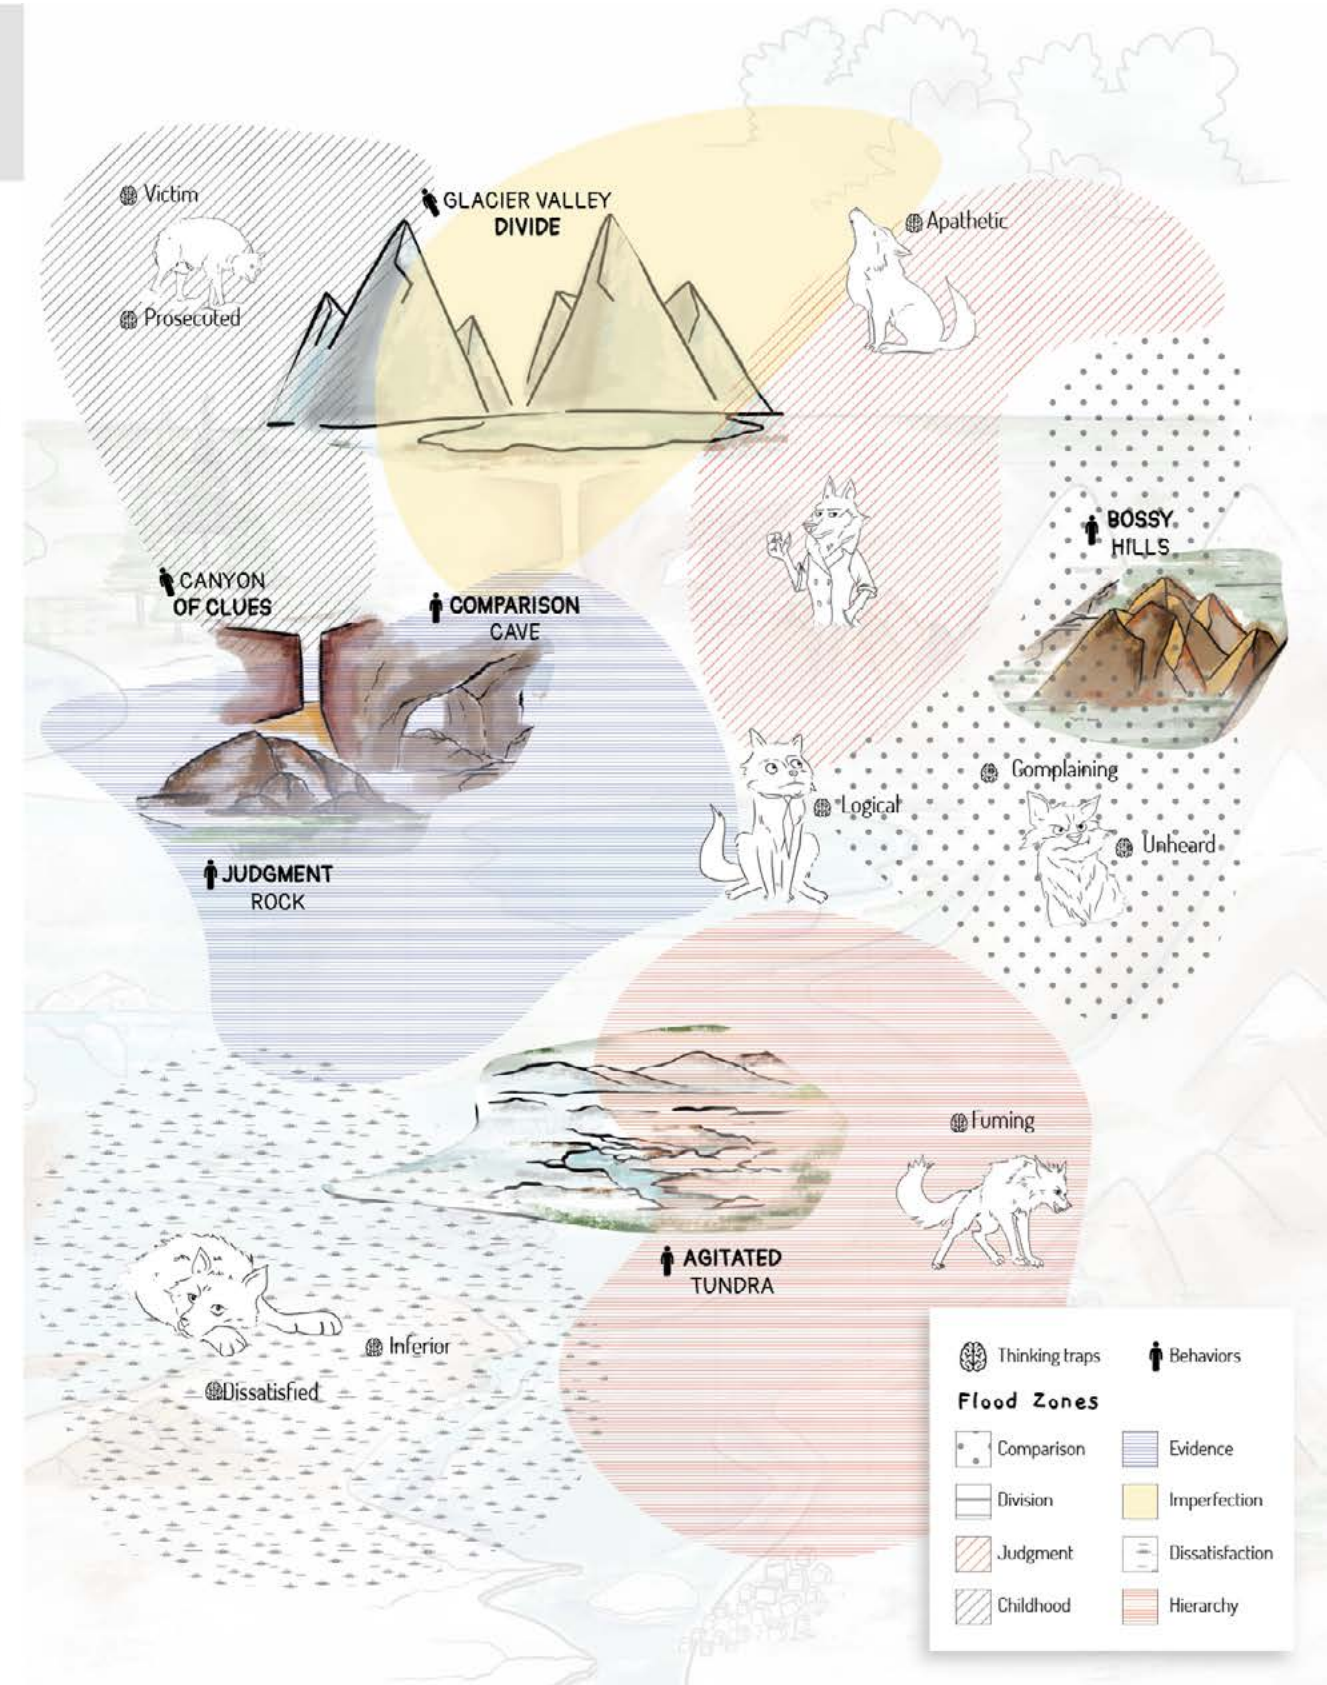 Victim
GLACIER VALLEY
DIVIDE
Apathetic
Prosecuted
BOSSY
HILLS
CANYON
OF CLUES
COMPARISON
CAVE
Complaining
Logical
Unheard
JUDGMENT
ROCK
Fuming
AGITATED
TUNDRA
Inferior
Dissatisfied
Thinking traps
Behaviors
Flood Zones
Comparison
Evidence
Division
Imperfection
Judgment
Dissatisfaction
Childhood
Hierarchy